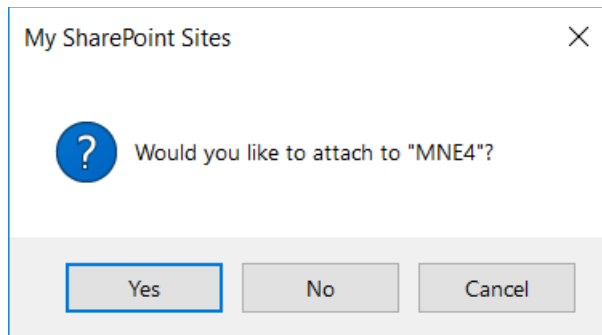 My SharePoint Sites
?
Would you like to attach to "MNE4"?
Yes
No
Cancel